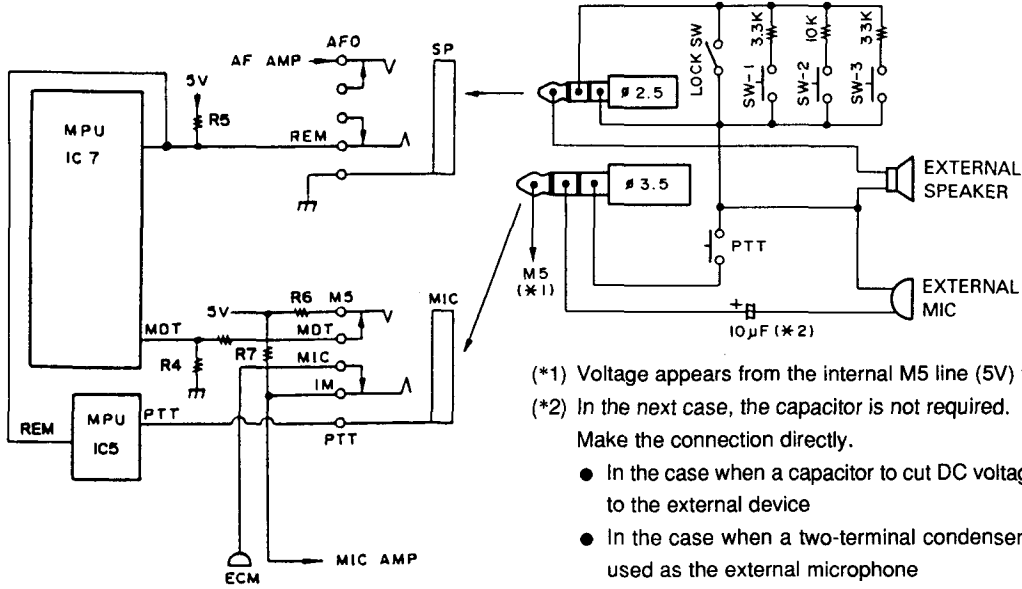 AFO
SP
AF AMP
5V
R5
MPU
IC 7
REM
LOCK SW
3.3K
10K
3.3K
SW-1
SW-2
SW-3
ø 2.5
ø 3.5
EXTERNAL
SPEAKER
PTT
M5
(※1)
EXTERNAL
MIC
+
10µF (※2)
R6
M5
MIC
5V
MDT
MDT
R7
R4
MIC
IM
PTT
MPU
IC5
REM
PTT
MIC AMP
ECM
(*1) Voltage appears from the internal M5 line (5V)
(*2) In the next case, the capacitor is not required.
Make the connection directly.
● In the case when a capacitor to cut DC voltag
to the external device
● In the case when a two-terminal condenser
used as the external microphone